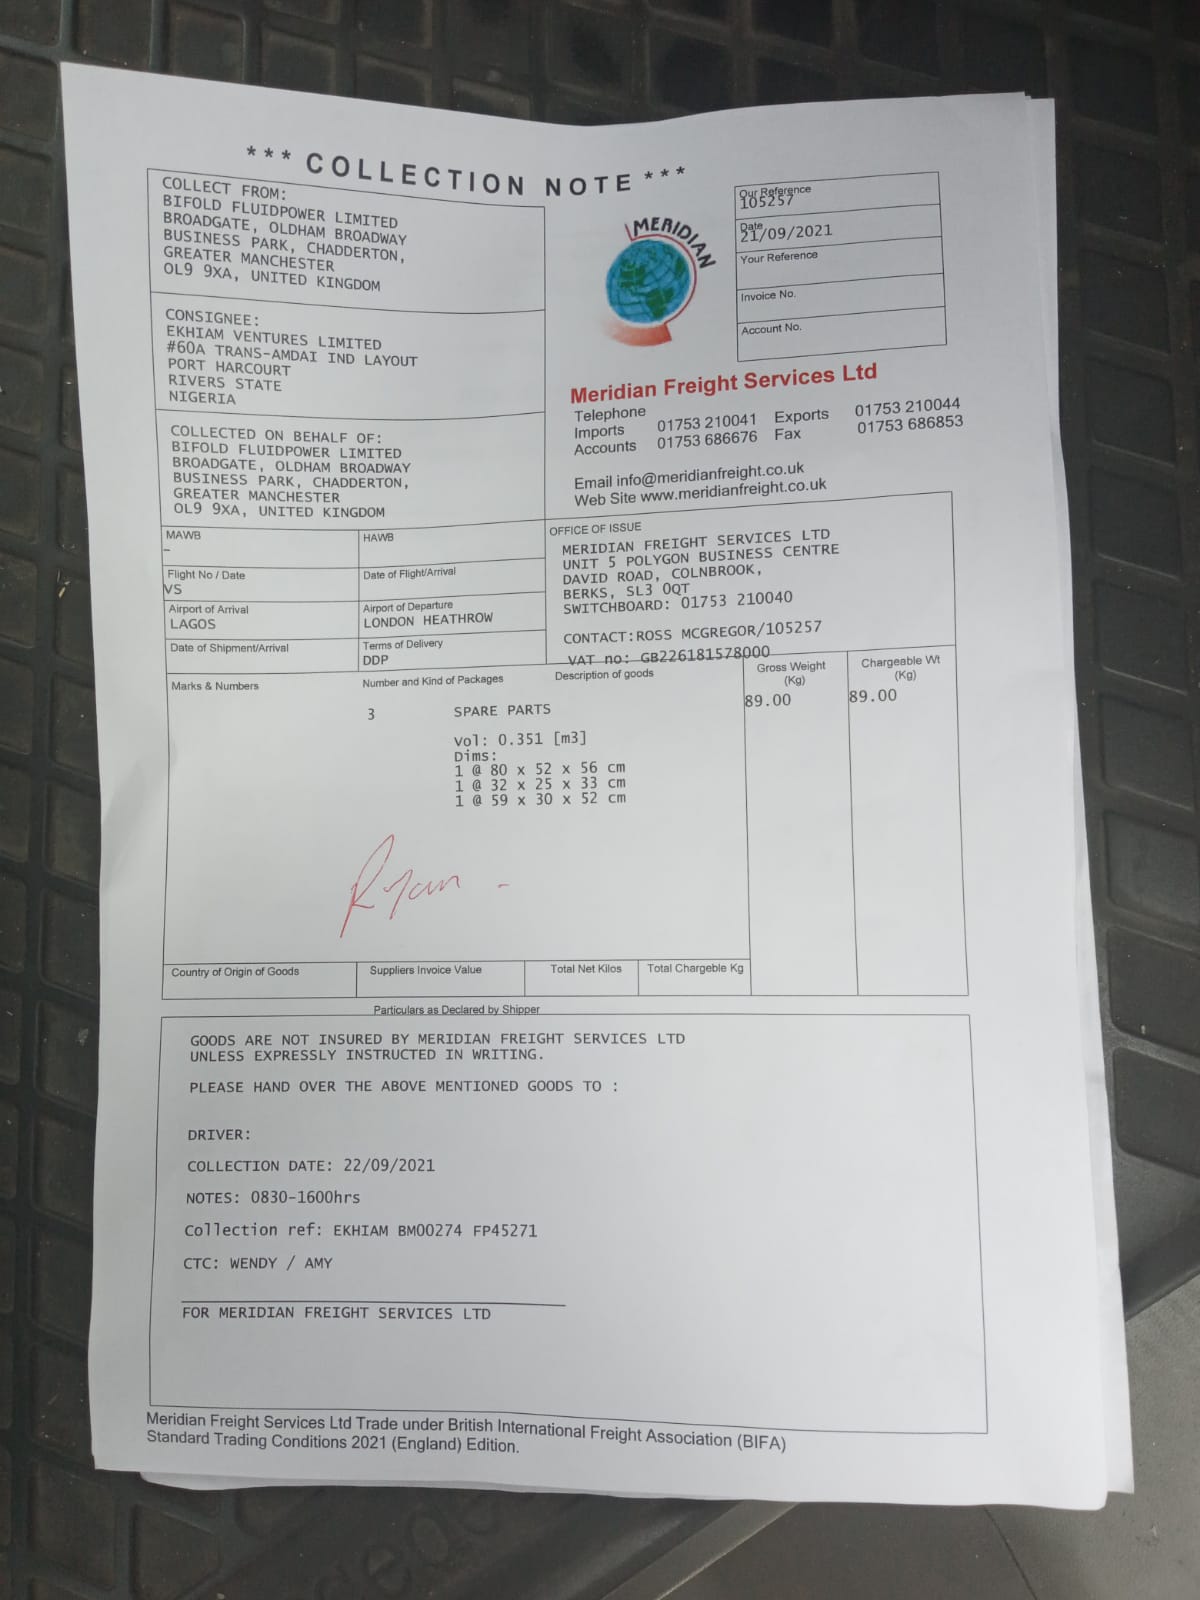 *** COLLECTION NOTE ***
COLLECT FROM:
BIFOLD FLUIDPOWER LIMITED
BROADGATE, OLDHAM BROADWAY
BUSINESS PARK, CHADDERTON,
GREATER MANCHESTER
OL9 9XA, UNITED KINGDOM
CONSIGNEE:
EKHIAM VENTURES LIMITED
#60A TRANS-AMDAI IND LAYOUT
PORT HARCOURT
RIVERS STATE
NIGERIA
COLLECTED ON BEHALF OF:
BIFOLD FLUIDPOWER LIMITED
BROADGATE, OLDHAM BROADWAY
BUSINESS PARK, CHADDERTON,
GREATER MANCHESTER
OL9 9XA, UNITED KINGDOM
MERIDIAN
Our Reference
105257
Date
21/09/2021
Your Reference
Invoice No.
Account No.
Meridian Freight Services Ltd
Telephone
Imports 01753 210041 Exports 01753 210044
Accounts 01753 686676 Fax 01753 686853
Email info@meridianfreight.co.uk
Web Site www.meridianfreight.co.uk
MAWB
–
HAWB
Flight No / Date
VS
Date of Flight/Arrival
Airport of Arrival
LAGOS
Airport of Departure
LONDON HEATHROW
Date of Shipment/Arrival
Terms of Delivery
DDP
OFFICE OF ISSUE
MERIDIAN FREIGHT SERVICES LTD
UNIT 5 POLYGON BUSINESS CENTRE
DAVID ROAD, COLNBROOK,
BERKS, SL3 0QT
SWITCHBOARD: 01753 210040
CONTACT:ROSS MCGREGOR/105257
VAT no: GB226181578000
Marks & Numbers
Number and Kind of Packages
Description of goods
Gross Weight
(Kg)
Chargeable Wt
(Kg)
3 SPARE PARTS
89.00
89.00
Vol: 0.351 [m3]
Dims:
1 @ 80 x 52 x 56 cm
1 @ 32 x 25 x 33 cm
1 @ 59 x 30 x 52 cm
Ryan -
Country of Origin of Goods
Suppliers Invoice Value
Total Net Kilos
Total Chargeble Kg
Particulars as Declared by Shipper
GOODS ARE NOT INSURED BY MERIDIAN FREIGHT SERVICES LTD
UNLESS EXPRESSLY INSTRUCTED IN WRITING.
PLEASE HAND OVER THE ABOVE MENTIONED GOODS TO :
DRIVER:
COLLECTION DATE: 22/09/2021
NOTES: 0830-1600hrs
Collection ref: EKHIAM BM00274 FP45271
CTC: WENDY / AMY
FOR MERIDIAN FREIGHT SERVICES LTD
Meridian Freight Services Ltd Trade under British International Freight Association (BIFA)
Standard Trading Conditions 2021 (England) Edition.